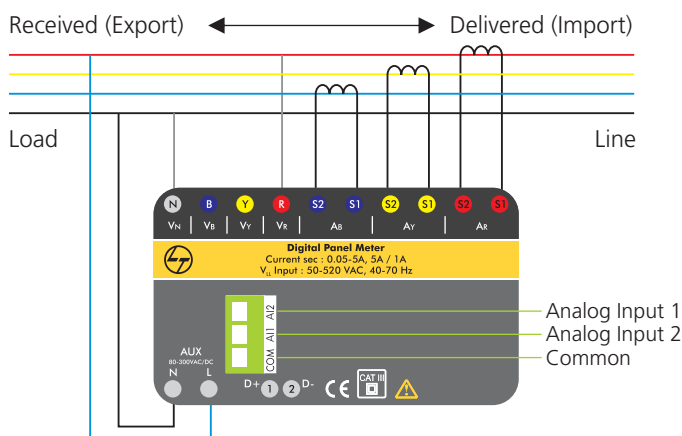 Received (Export) Delivered (Import)
Load Line
N B Y R S2 S1 S2 S1 S2 S1
VN VB VY VR AB AY AR
Digital Panel Meter
Current sec : 0.05-5A, 5A / 1A
VLL Input : 50-520 VAC, 40-70 Hz
AI2
AI1
COM
Analog Input 1
Analog Input 2
Common
AUX
80-300VAC/DC
N L
D+ 1 2 D-
CE
CAT III